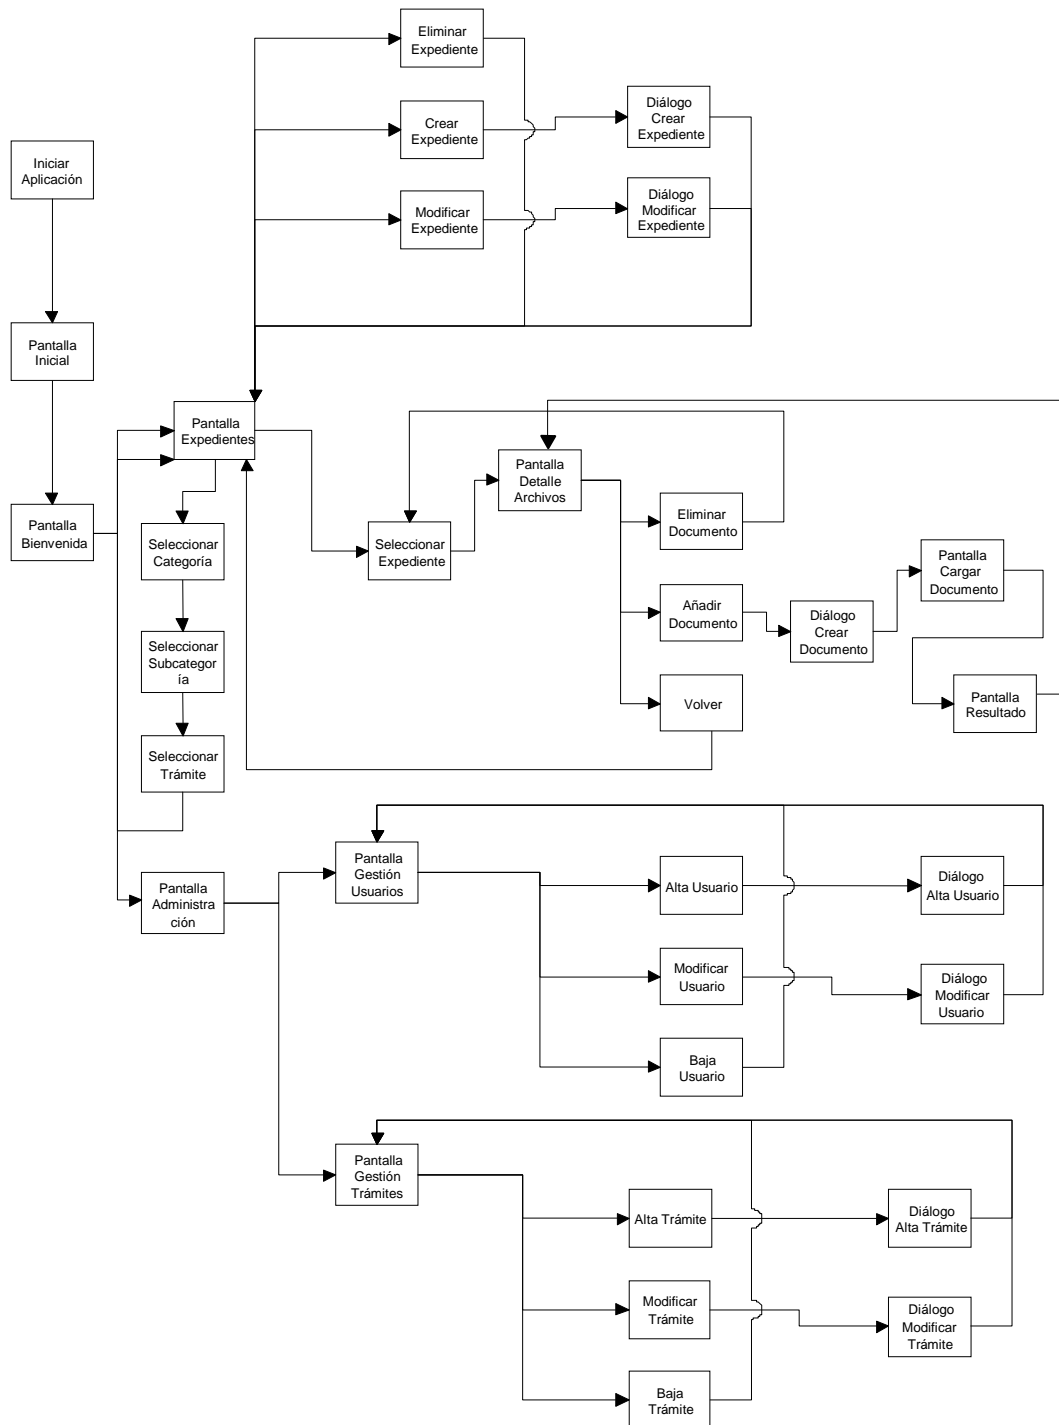 Eliminar
Expediente
Crear
Expediente
Diálogo
Crear
Expediente
Iniciar
Aplicación
Modificar
Expediente
Diálogo
Modificar
Expediente
Pantalla
Inicial
Pantalla
Expedientes
Pantalla
Detalle
Archivos
Pantalla
Bienvenida
Seleccionar
Categoría
Seleccionar
Expediente
Eliminar
Documento
Pantalla
Cargar
Documento
Añadir
Documento
Diálogo
Crear
Documento
Seleccionar
Subcategor
ía
Volver
Pantalla
Resultado
Seleccionar
Trámite
Pantalla
Gestión
Usuarios
Pantalla
Administra
ción
Alta Usuario
Diálogo
Alta Usuario
Modificar
Usuario
Diálogo
Modificar
Usuario
Baja
Usuario
Pantalla
Gestión
Trámites
Alta Trámite
Diálogo
Alta Trámite
Modificar
Trámite
Diálogo
Modificar
Trámite
Baja
Trámite